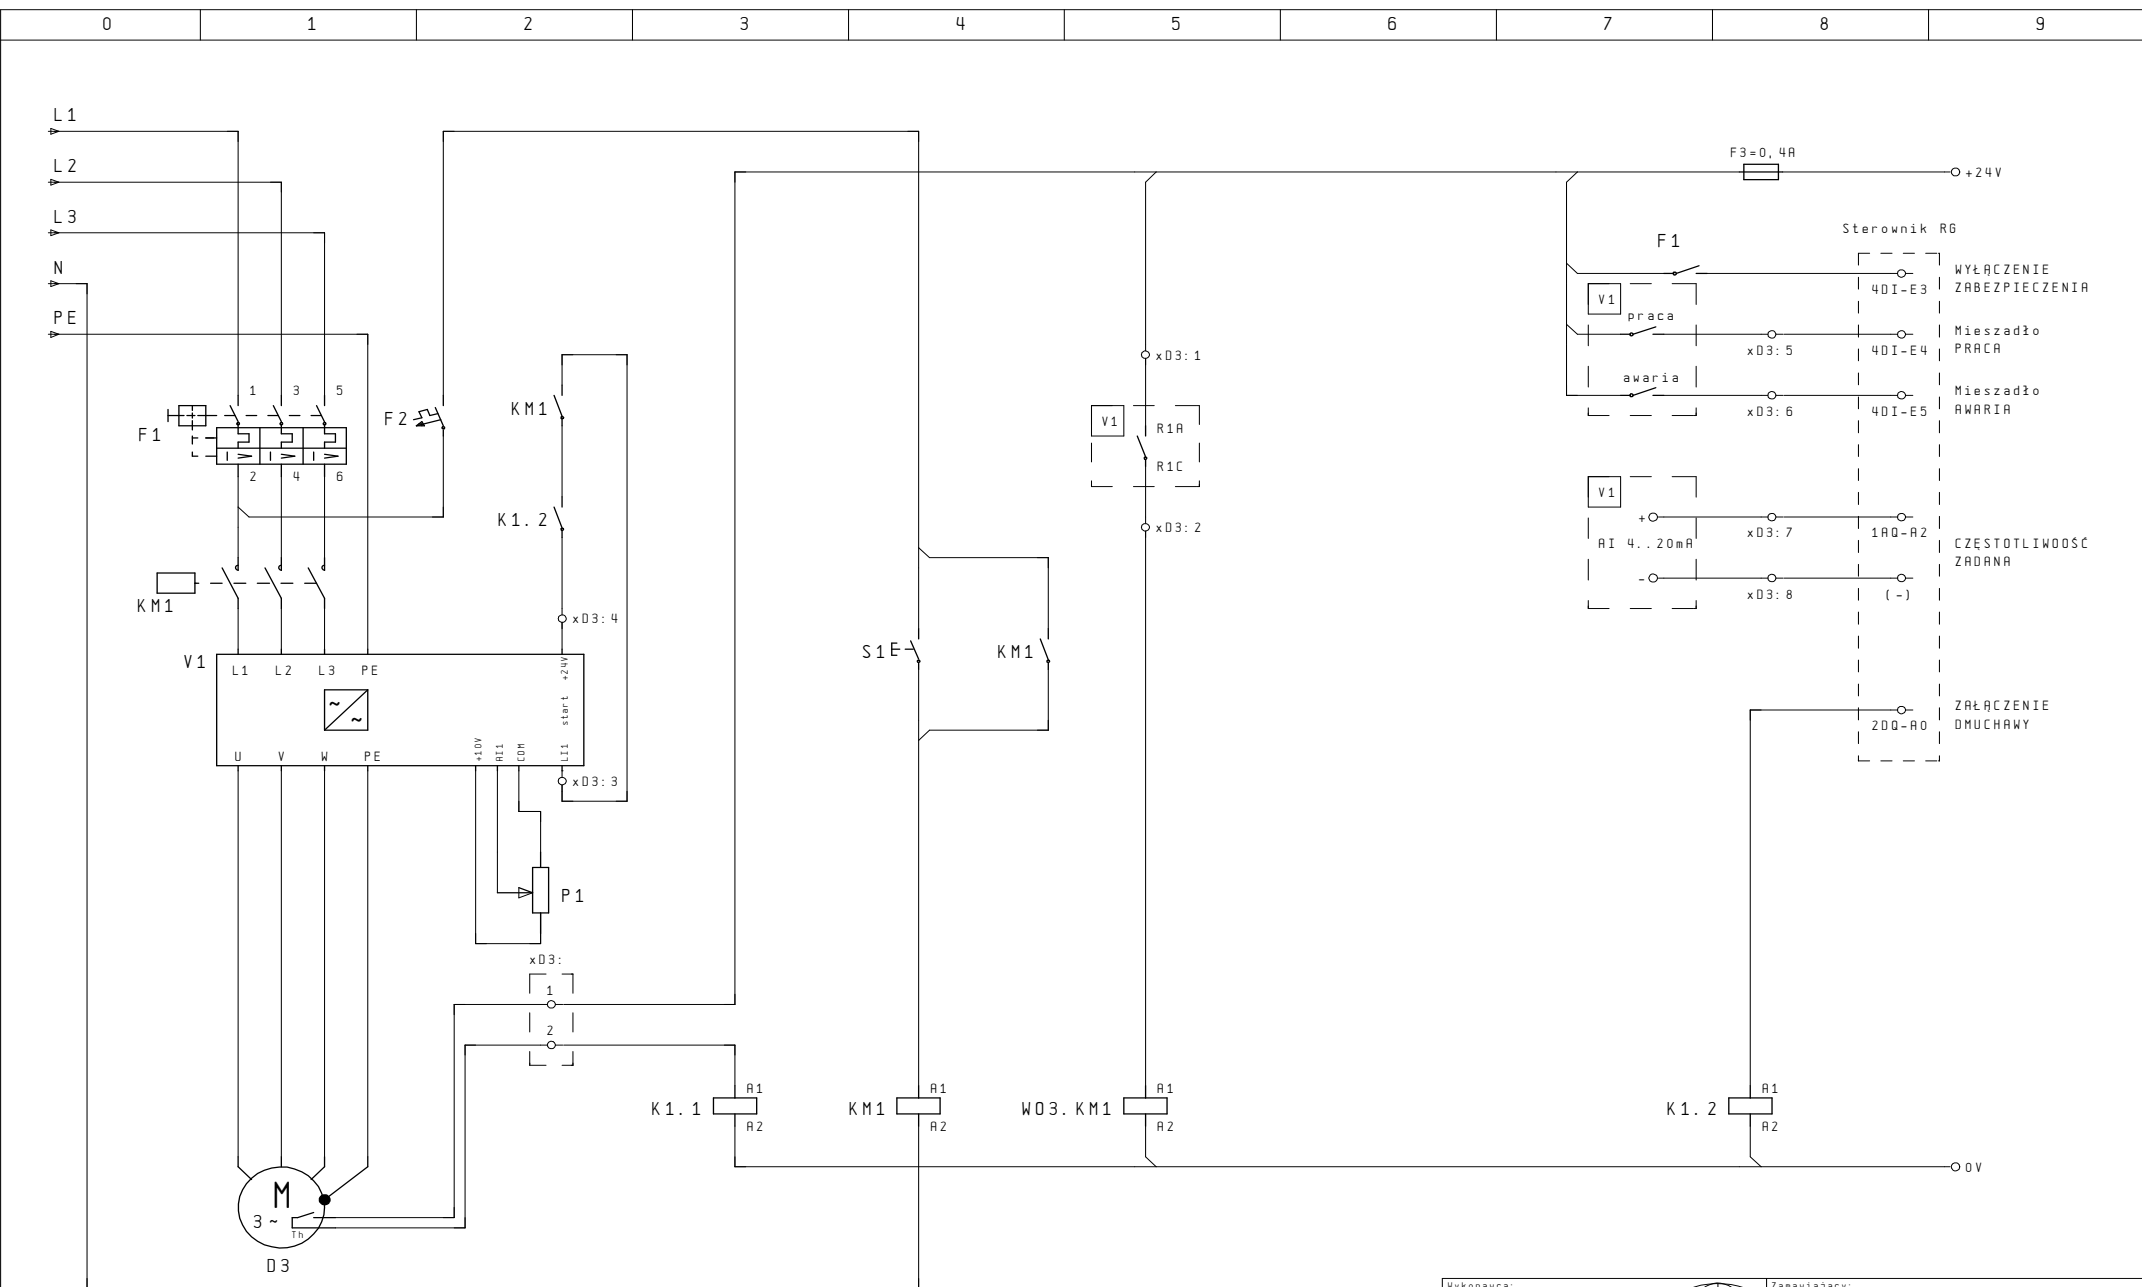 0 1 2 3 4 5 6 7 8 9
L1
L2
L3
N
PE
F3=0,4A
+24V
Sterownik RG
F1
4DI-E3
WYŁĄCZENIE
ZABEZPIECZENIA
V1
praca
xD3:5
4DI-E4
Mieszadło
PRACA
awaria
xD3:6
4DI-E5
Mieszadło
AWARIA
1 3 5
F1
2 4 6
F2
KM1
K1.2
xD3:4
xD3:1
V1
R1A
R1C
xD3:2
V1
+
AI 4..20mA
-
xD3:7
1AQ-A2
xD3:8
(-)
CZĘSTOTLIWOOŚĆ
ZADANA
KM1
V1
L1 L2 L3 PE
~
~
U V W PE
+10V
AI1
COM
LI1 start +24V
xD3:3
P1
S1
KM1
2DQ-A0
ZAŁĄCZENIE
DMUCHAWY
xD3:
1
2
K1.1
A1
A2
KM1
A1
A2
W03.KM1
A1
A2
K1.2
A1
A2
0V
M
3~
Th
D3
Wykonawca:
Zamawiający: